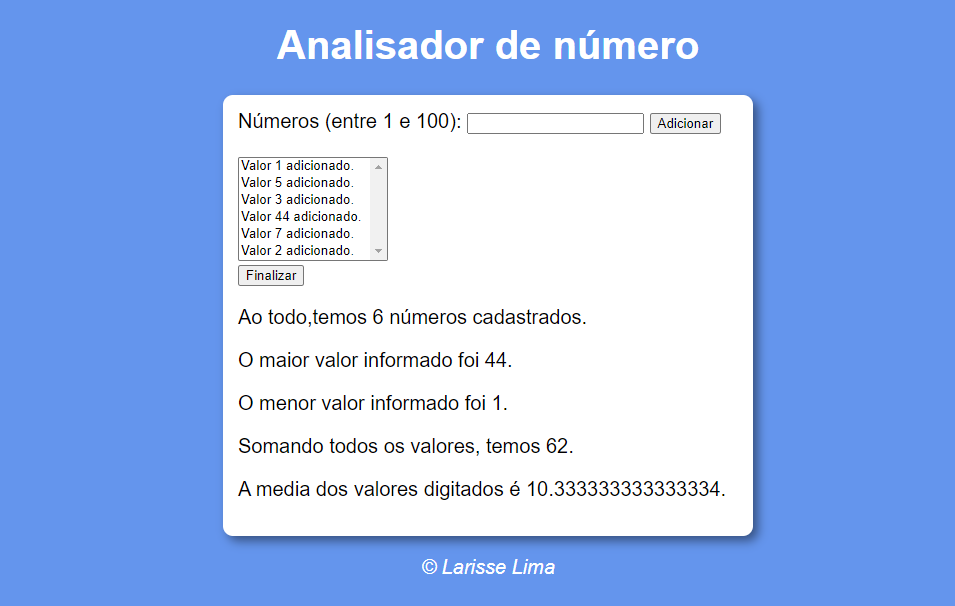 Analisador de número
Números (entre 1 e 100): Adicionar
Valor 1 adicionado.
Valor 5 adicionado.
Valor 3 adicionado.
Valor 44 adicionado.
Valor 7 adicionado.
Valor 2 adicionado.
Finalizar
Ao todo,temos 6 números cadastrados.
O maior valor informado foi 44.
O menor valor informado foi 1.
Somando todos os valores, temos 62.
A media dos valores digitados é 10.333333333333334.
© Larisse Lima